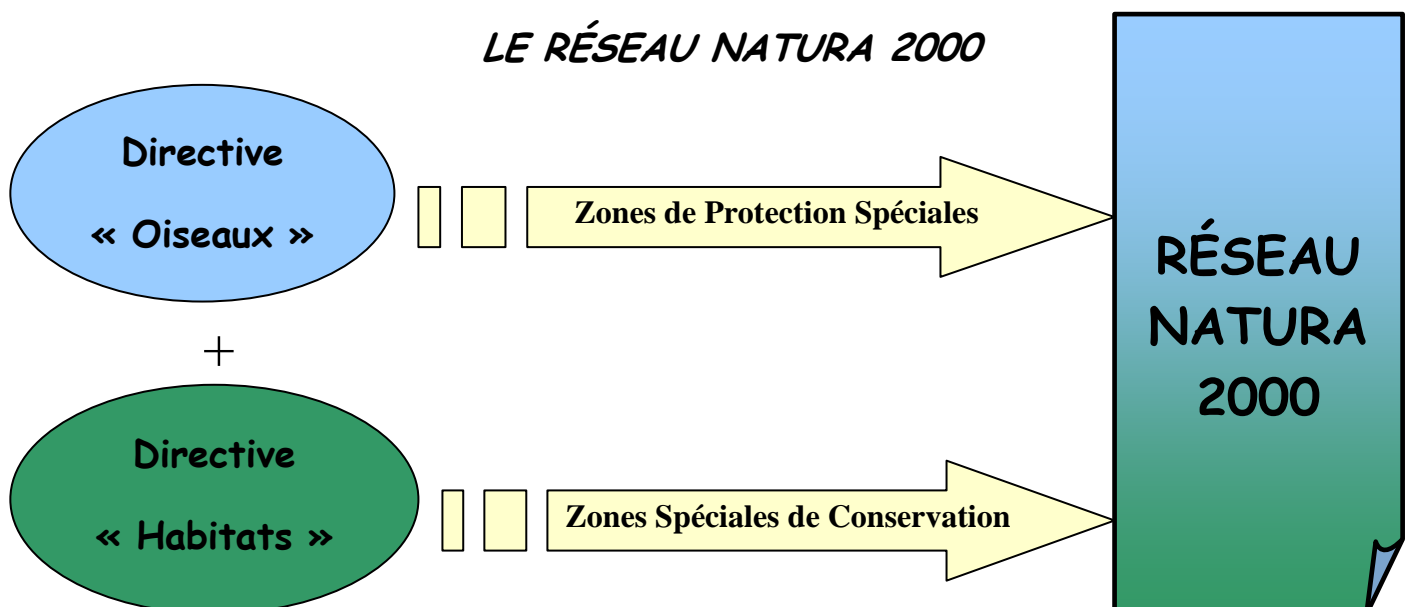 LE RÉSEAU NATURA 2000
Directive
« Oiseaux »
Zones de Protection Spéciales
+
Directive
« Habitats »
Zones Spéciales de Conservation
RÉSEAU
NATURA
2000